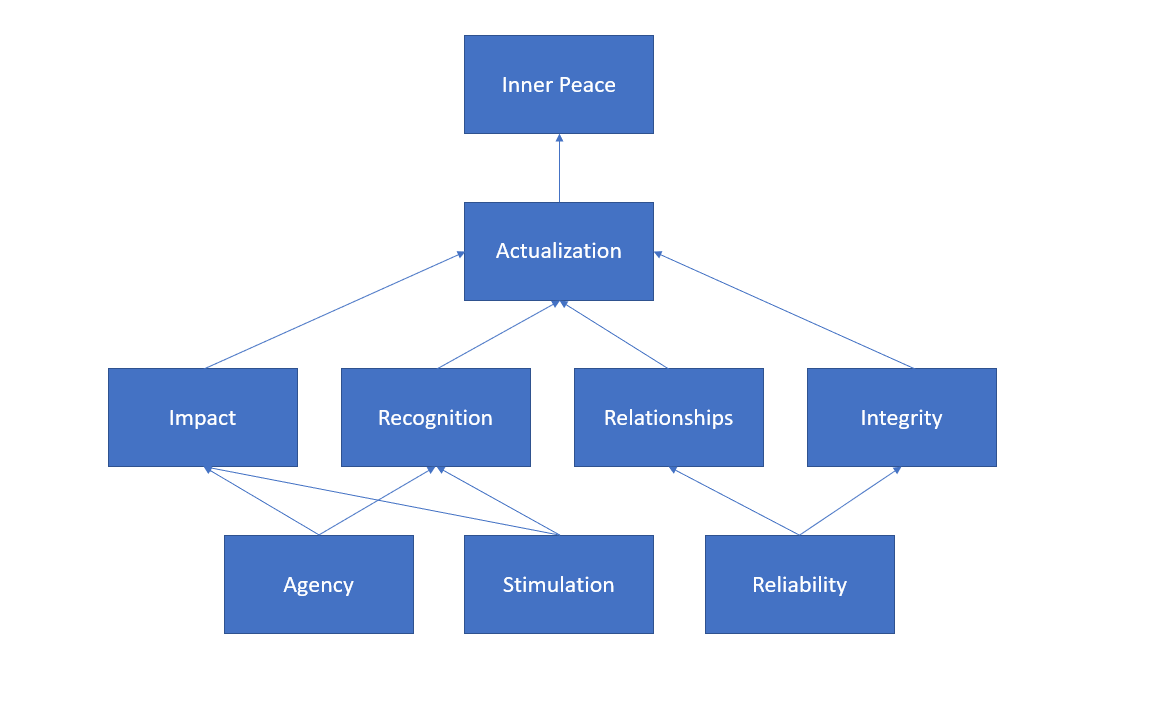 Inner Peace
Actualization
Impact
Recognition
Relationships
Integrity
Agency
Stimulation
Reliability